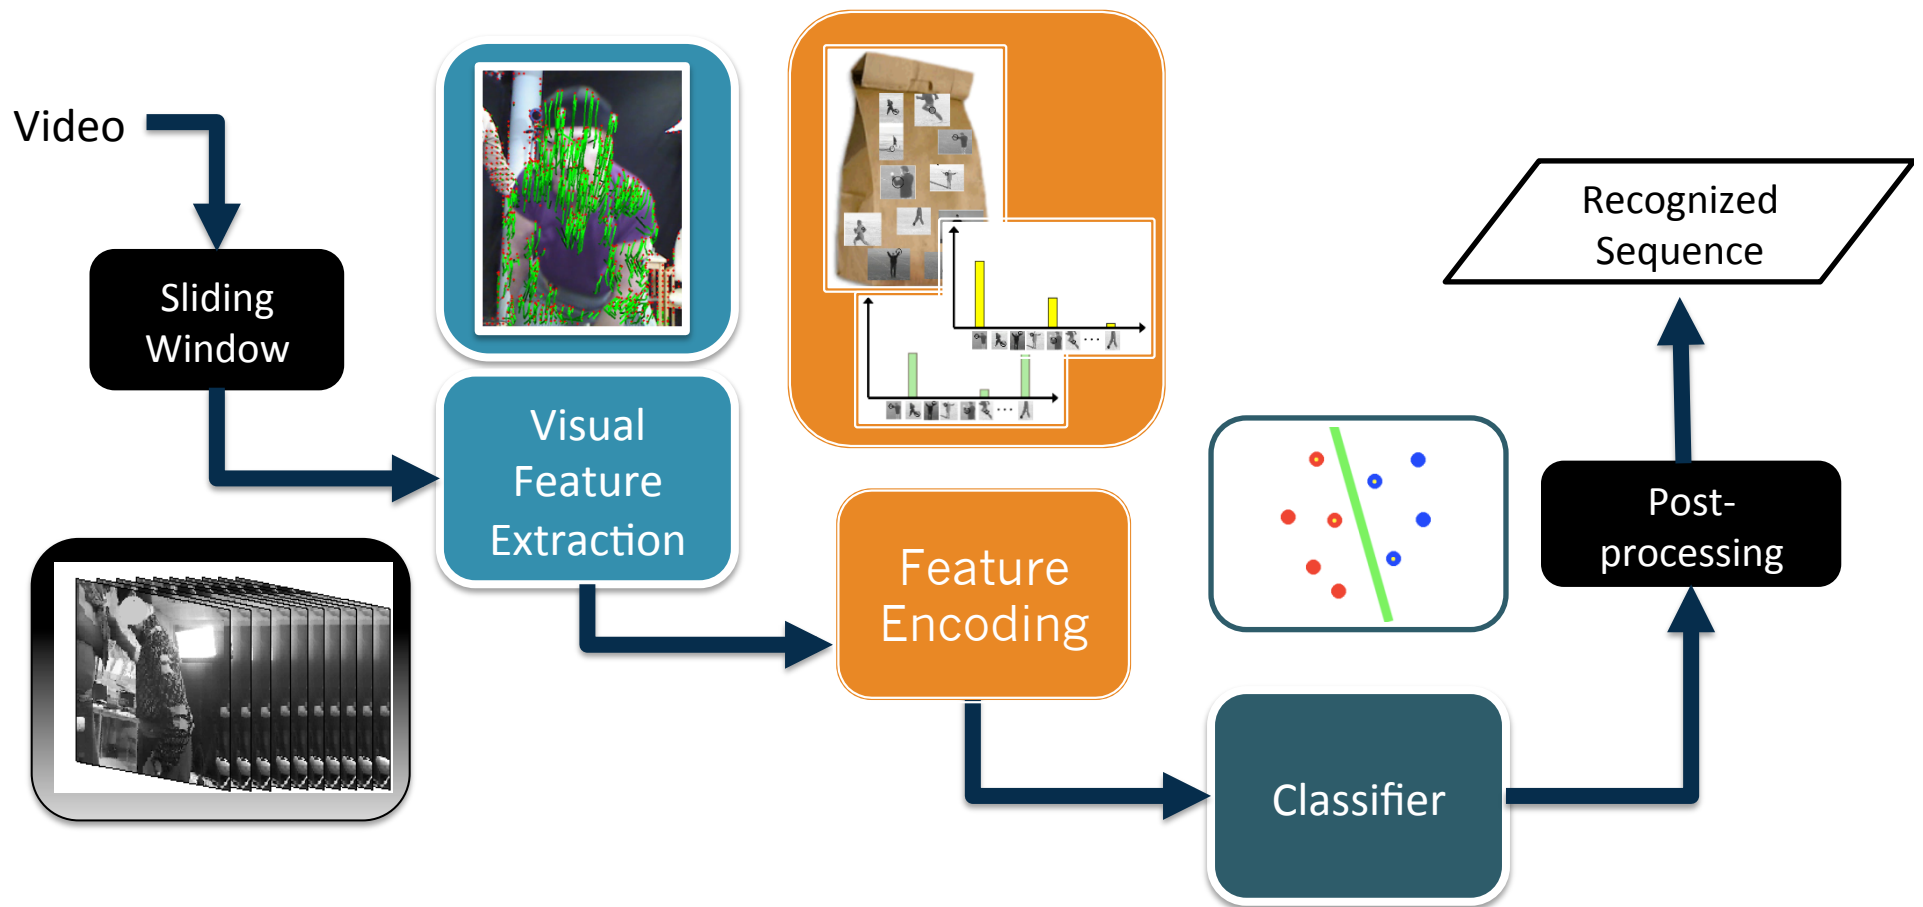 Video
Sliding
Window
Visual
Feature
Extraction
Feature
Encoding
Classifier
Post-
processing
Recognized
Sequence